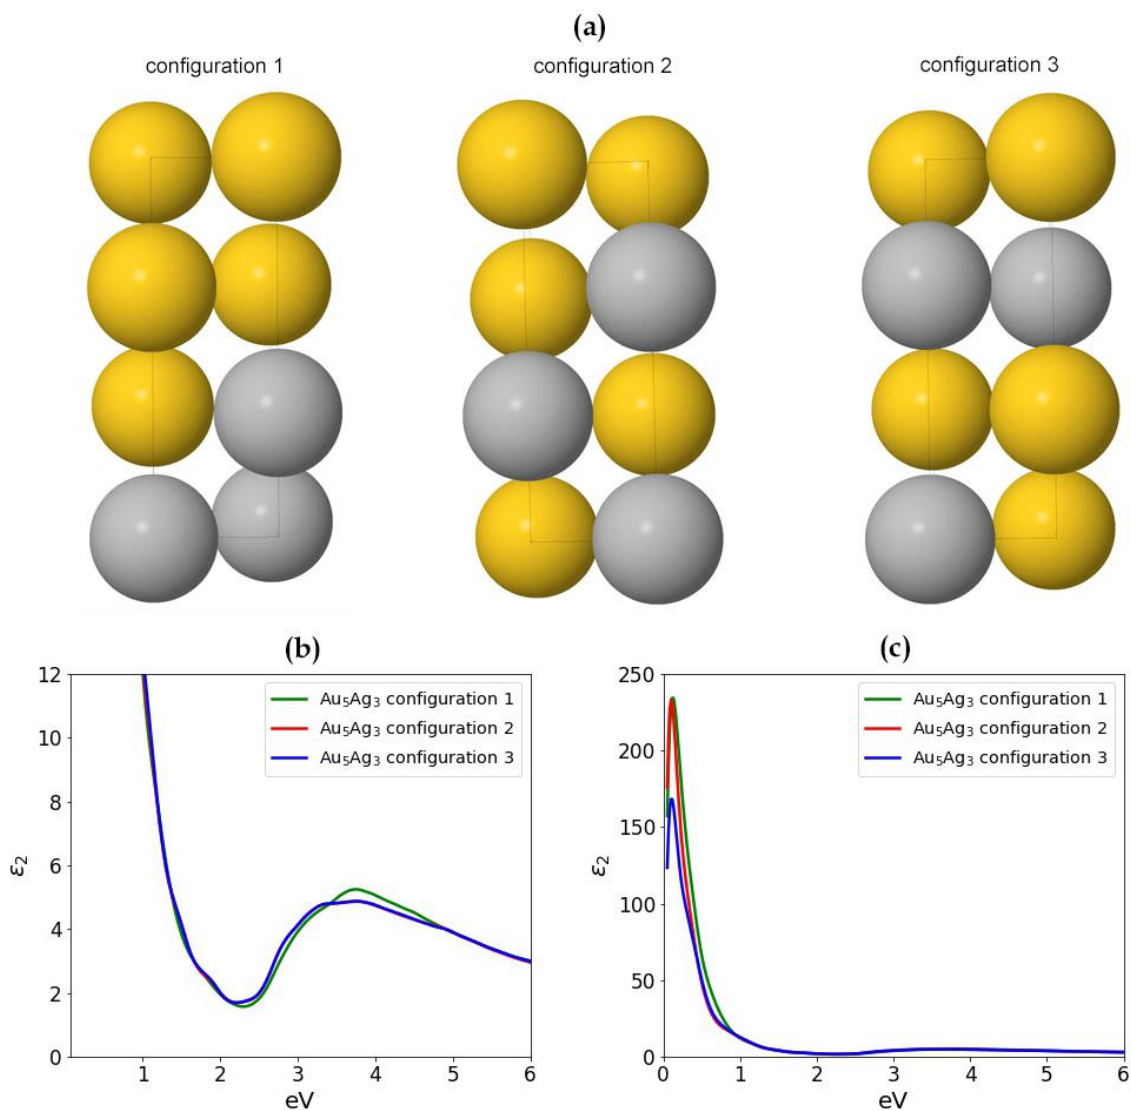 (a)
configuration 1 configuration 2 configuration 3
(b) (c)
12
10
8
6
4
2
0
ε₂
Au₅Ag₃ configuration 1
Au₅Ag₃ configuration 2
Au₅Ag₃ configuration 3
1 2 3 4 5 6
eV
250
200
150
100
50
0
ε₂
Au₅Ag₃ configuration 1
Au₅Ag₃ configuration 2
Au₅Ag₃ configuration 3
0 1 2 3 4 5 6
eV